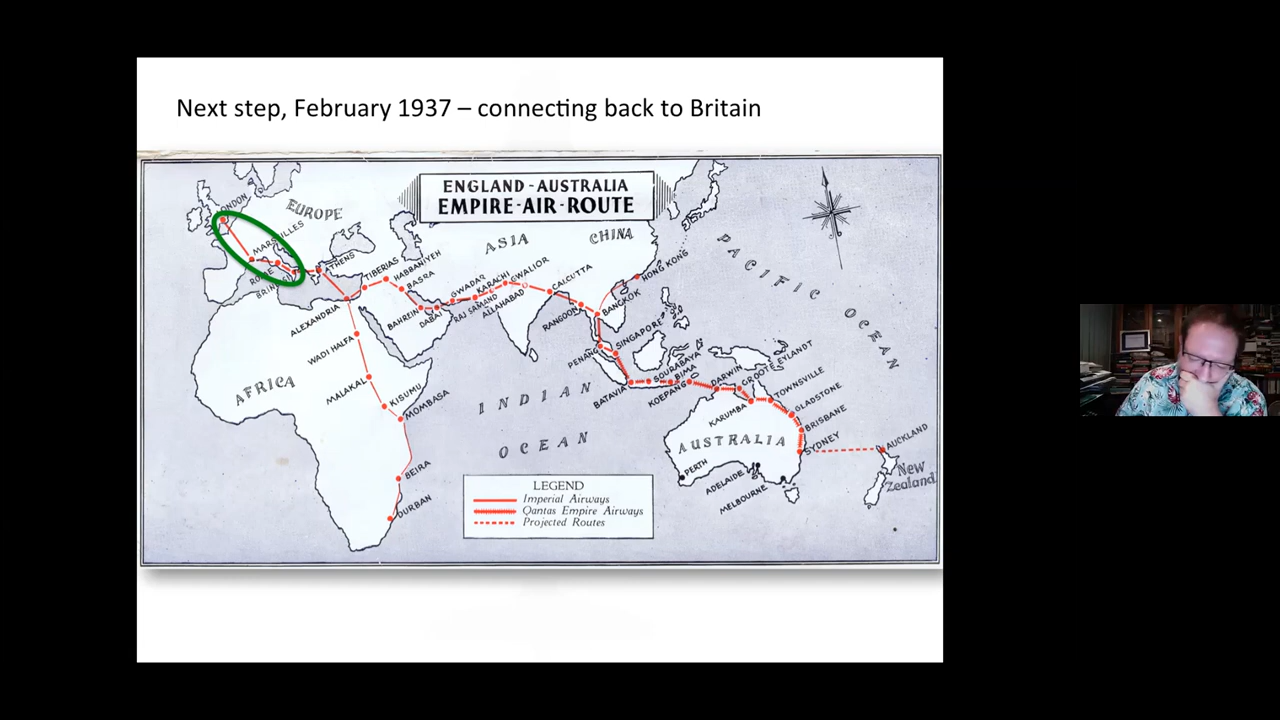 Next step, February 1937 – connecting back to Britain
ENGLAND - AUSTRALIA
EMPIRE - AIR - ROUTE
LONDON
EUROPE
MARSEILLES
ROME
BRINDISI
ATHENS
ALEXANDRIA
TIBERIAS
HABBANIYEH
BASRA
BAHREIN
DABAI
GWADAR
KARACHI
RAJ SAMAND
GWALIOR
ALLAHABAD
CALCUTTA
RANGOON
BANGKOK
HONG KONG
ASIA
CHINA
PACIFIC OCEAN
WADI HALFA
AFRICA
MALAKAL
KISUMU
MOMBASA
BEIRA
DURBAN
INDIAN
OCEAN
PENANG
SINGAPORE
BATAVIA
SOURABAYA
BIMA
KOEPANG
DARWIN
GROOTE EYLANDT
KARUMBA
TOWNSVILLE
GLADSTONE
BRISBANE
SYDNEY
AUSTRALIA
PERTH
ADELAIDE
MELBOURNE
AUCKLAND
New
Zealand
LEGEND
Imperial Airways
Qantas Empire Airways
Projected Routes